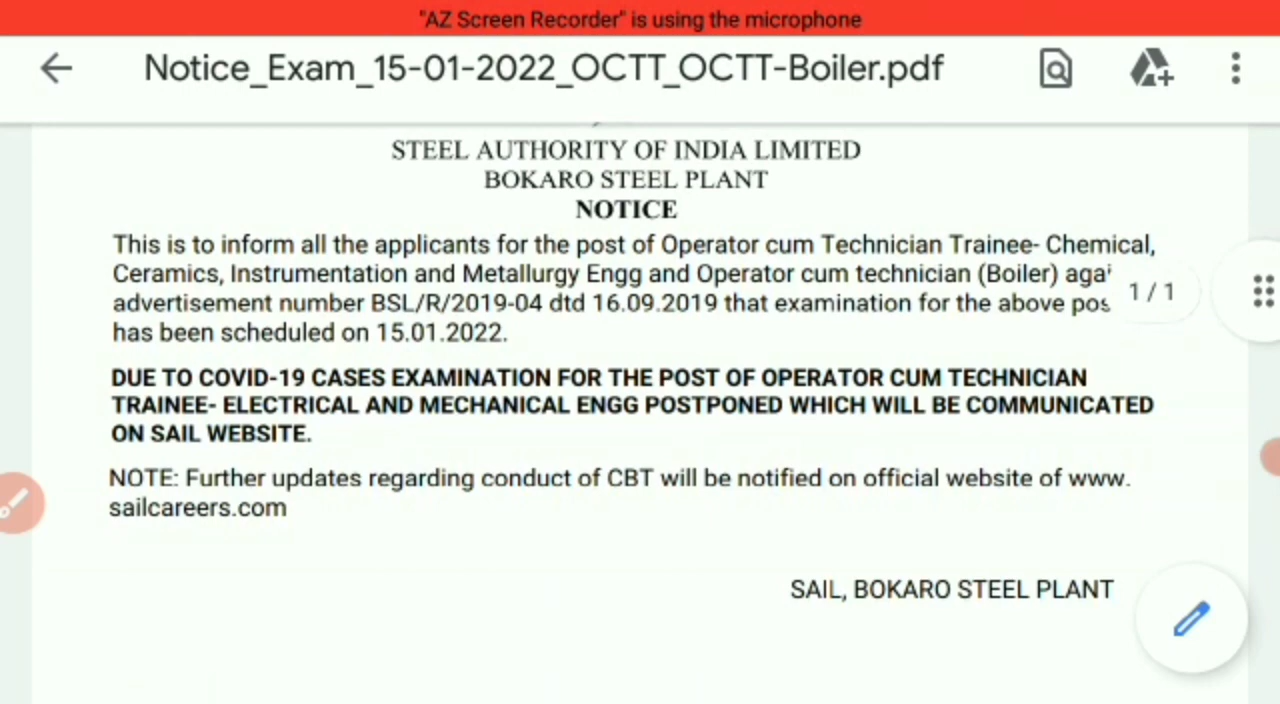 "AZ Screen Recorder" is using the microphone
Notice_Exam_15-01-2022_OCTT_OCTT-Boiler.pdf
STEEL AUTHORITY OF INDIA LIMITED
BOKARO STEEL PLANT
NOTICE
This is to inform all the applicants for the post of Operator cum Technician Trainee- Chemical,
Ceramics, Instrumentation and Metallurgy Engg and Operator cum technician (Boiler)
advertisement number BSL/R/2019-04 dtd 16.09.2019 that examination for the above
1 / 1
has been scheduled on 15.01.2022.
DUE TO COVID-19 CASES EXAMINATION FOR THE POST OF OPERATOR CUM TECHNICIAN
TRAINEE- ELECTRICAL AND MECHANICAL ENGG POSTPONED WHICH WILL BE COMMUNICATED
ON SAIL WEBSITE.
NOTE: Further updates regarding conduct of CBT will be notified on official website of www.
sailcareers.com
SAIL, BOKARO STEEL PLANT